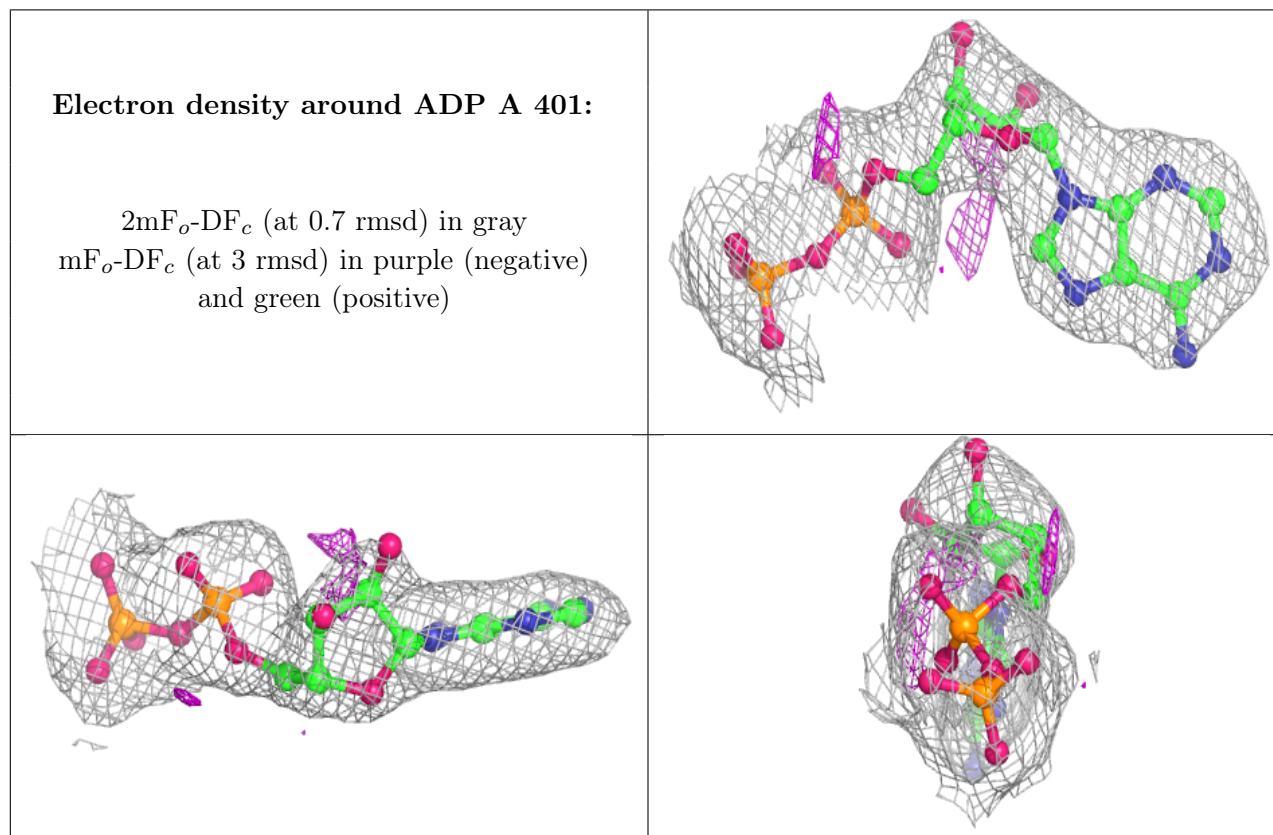 Electron density around ADP A 401:
2mFo-DFc (at 0.7 rmsd) in gray
mFo-DFc (at 3 rmsd) in purple (negative)
and green (positive)